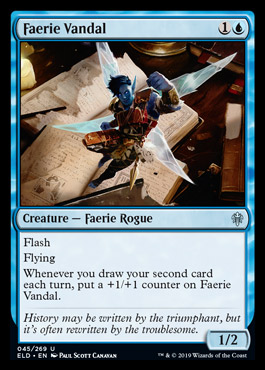 Faerie Vandal 1
Creature — Faerie Rogue
Flash
Flying
Whenever you draw your second card
each turn, put a +1/+1 counter on Faerie
Vandal.
History may be written by the triumphant, but
it's often rewritten by the troublesome.
1/2
045/269 U
ELD • EN PAUL SCOTT CANAVAN ™ & © 2019 Wizards of the Coast